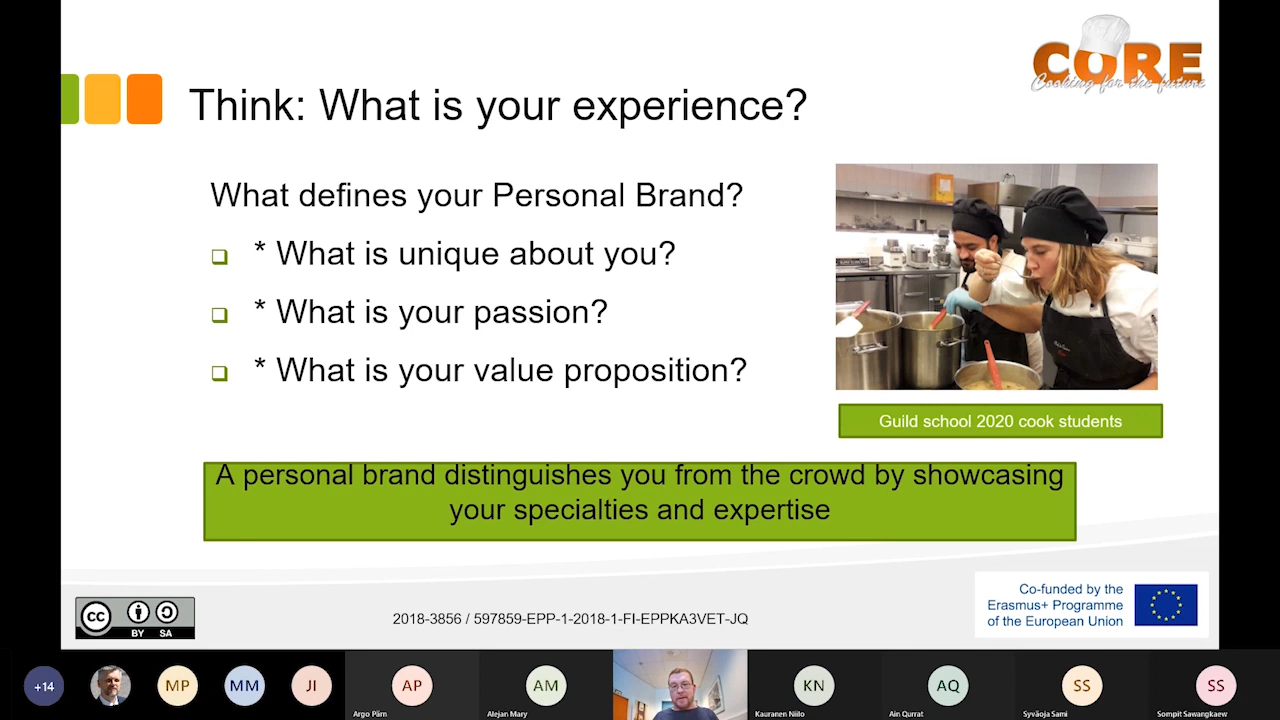 CORE
Cooking for the future
Think: What is your experience?
What defines your Personal Brand?
* What is unique about you?
* What is your passion?
* What is your value proposition?
Guild school 2020 cook students
A personal brand distinguishes you from the crowd by showcasing
your specialties and expertise
cc
BY SA
2018-3856 / 597859-EPP-1-2018-1-FI-EPPKA3VET-JQ
Co-funded by the
Erasmus+ Programme
of the European Union
+14
MP
MM
JI
AP
Argo Pärn
AM
Alejan Mary
KN
Kauranen Niilo
AQ
Ain Qurrat
SS
Syväoja Sami
SS
Sompit Sawangkaew